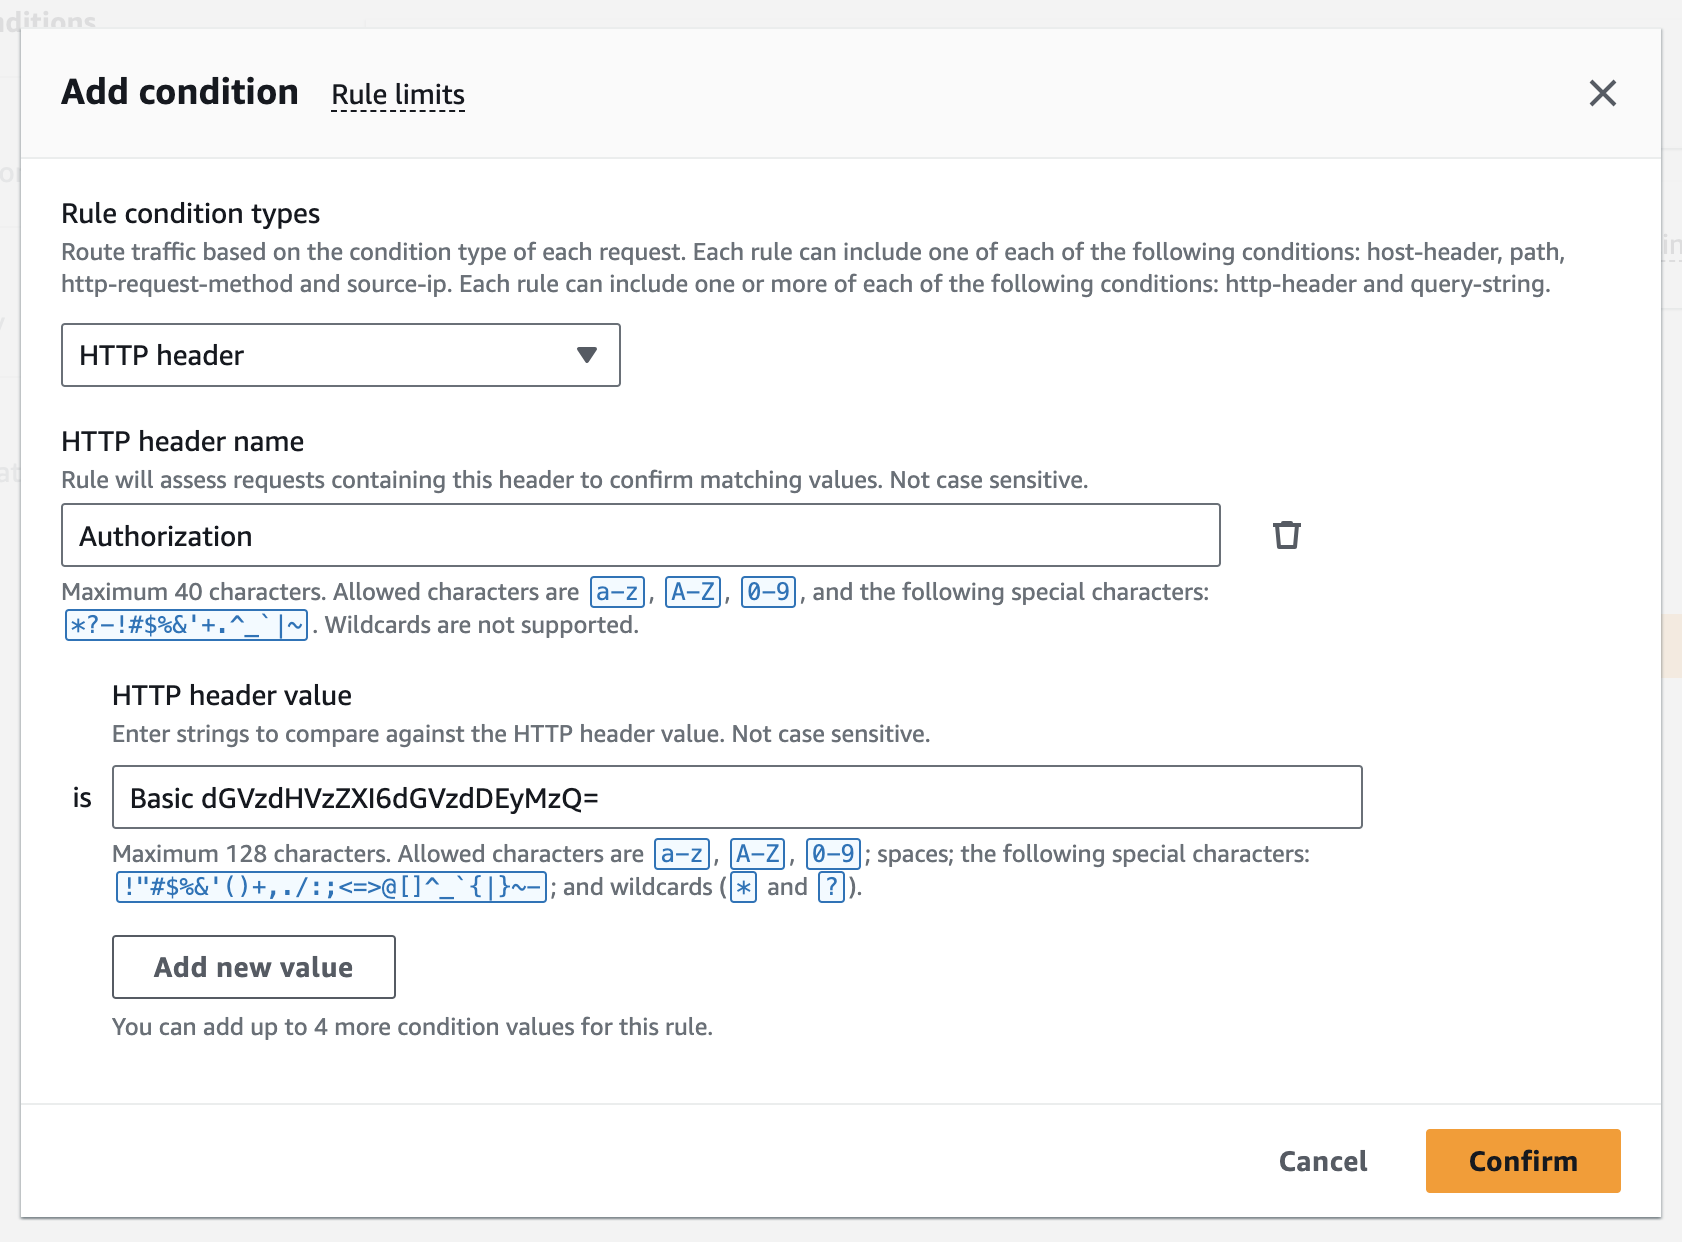 nditions
Add condition Rule limits
Rule condition types
Route traffic based on the condition type of each request. Each rule can include one of each of the following conditions: host-header, path,
http-request-method and source-ip. Each rule can include one or more of each of the following conditions: http-header and query-string.
HTTP header
HTTP header name
Rule will assess requests containing this header to confirm matching values. Not case sensitive.
Authorization
Maximum 40 characters. Allowed characters are a-z, A-Z, 0-9, and the following special characters:
*?-!#$%&'+.^_`|~. Wildcards are not supported.
HTTP header value
Enter strings to compare against the HTTP header value. Not case sensitive.
is Basic dGVzdHVzZXI6dGVzdDEyMzQ=
Maximum 128 characters. Allowed characters are a-z, A-Z, 0-9; spaces; the following special characters:
!"#$%&'()+,./:;<=>@[]^_`{|}~-; and wildcards (* and ?).
Add new value
You can add up to 4 more condition values for this rule.
Cancel Confirm